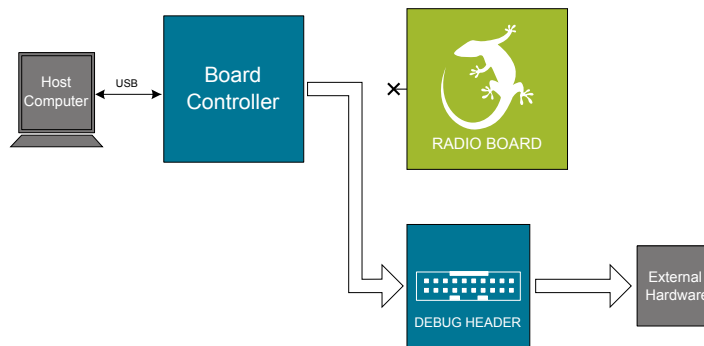 Host
Computer
USB
Board
Controller
RADIO BOARD
DEBUG HEADER
External
Hardware